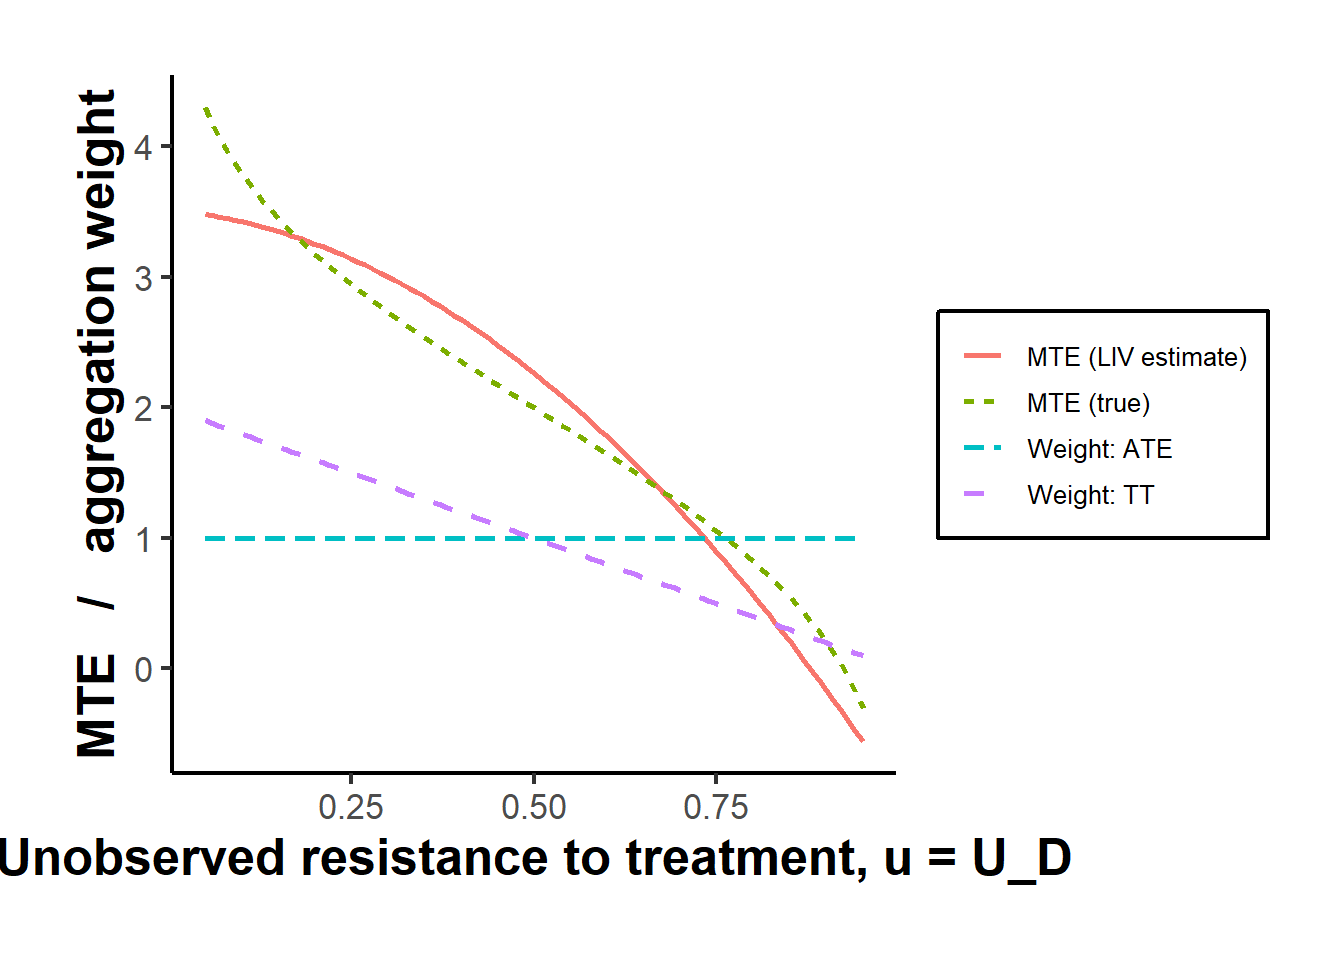 MTE / aggregation weight
4
3
2
1
0
0.25 0.50 0.75
Unobserved resistance to treatment, u = U_D
MTE (LIV estimate)
MTE (true)
Weight: ATE
Weight: TT